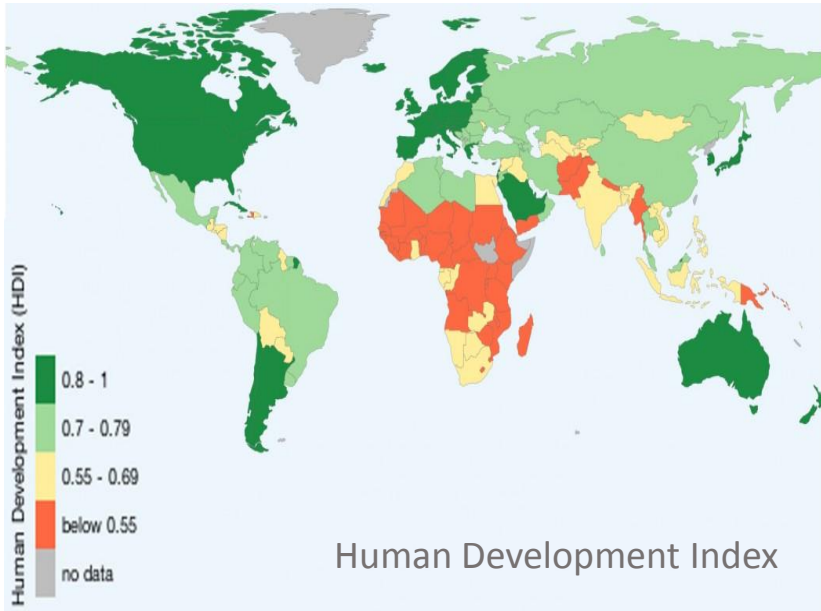 Human Development Index (HDI)
0.8 - 1
0.7 - 0.79
0.55 - 0.69
below 0.55
no data
Human Development Index